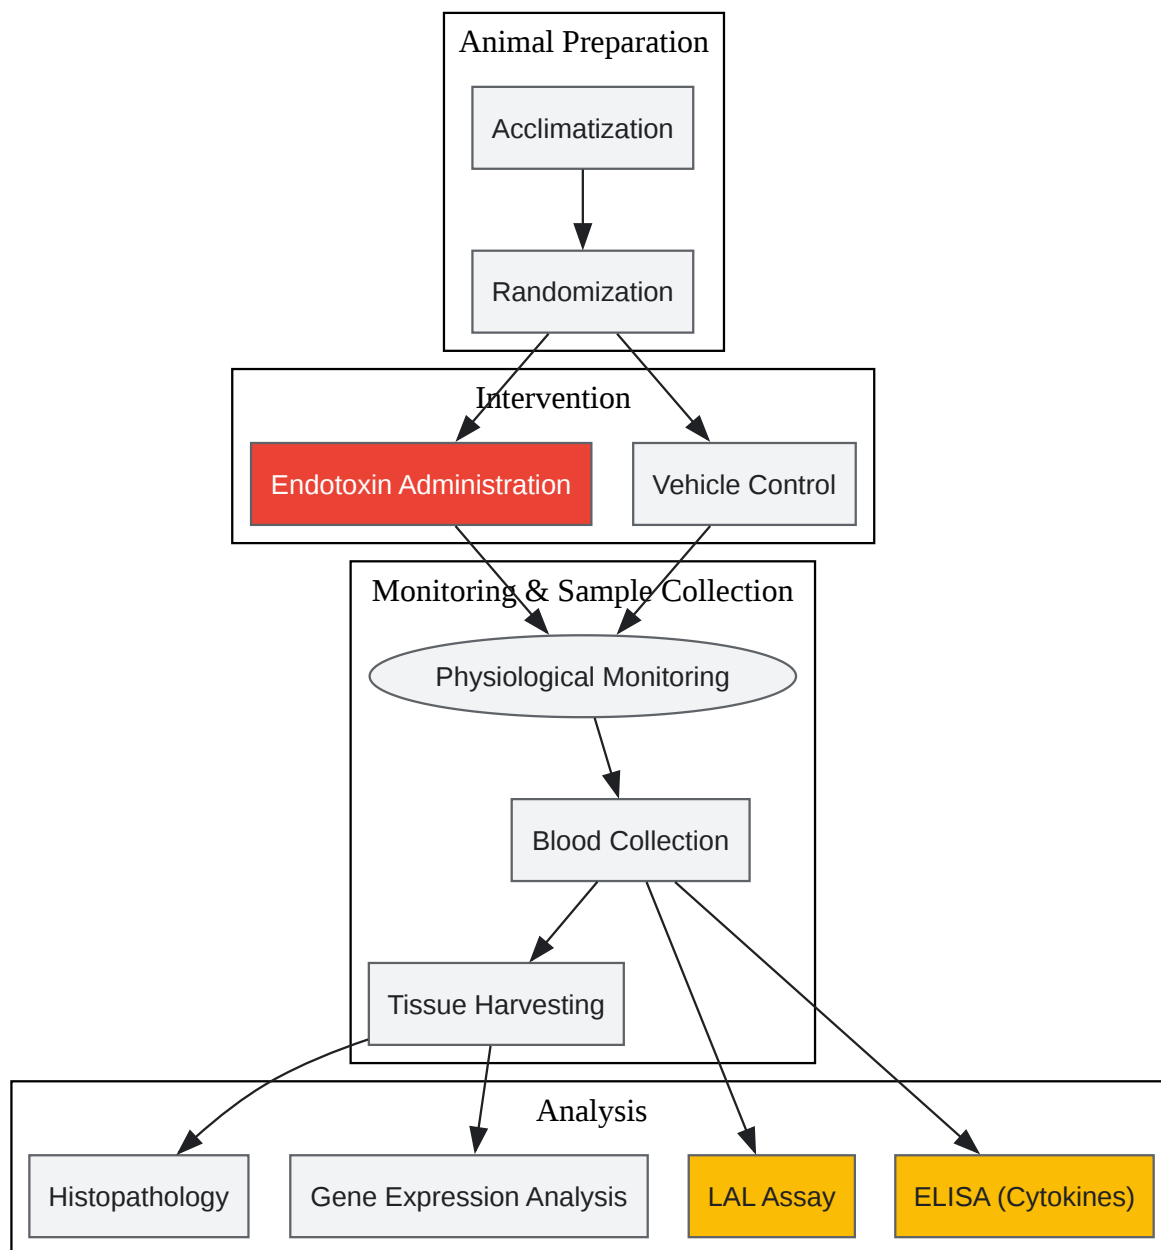 Animal Preparation
Acclimatization
Randomization
Intervention
Endotoxin Administration
Vehicle Control
Monitoring & Sample Collection
Physiological Monitoring
Blood Collection
Tissue Harvesting
Analysis
Histopathology
Gene Expression Analysis
LAL Assay
ELISA (Cytokines)